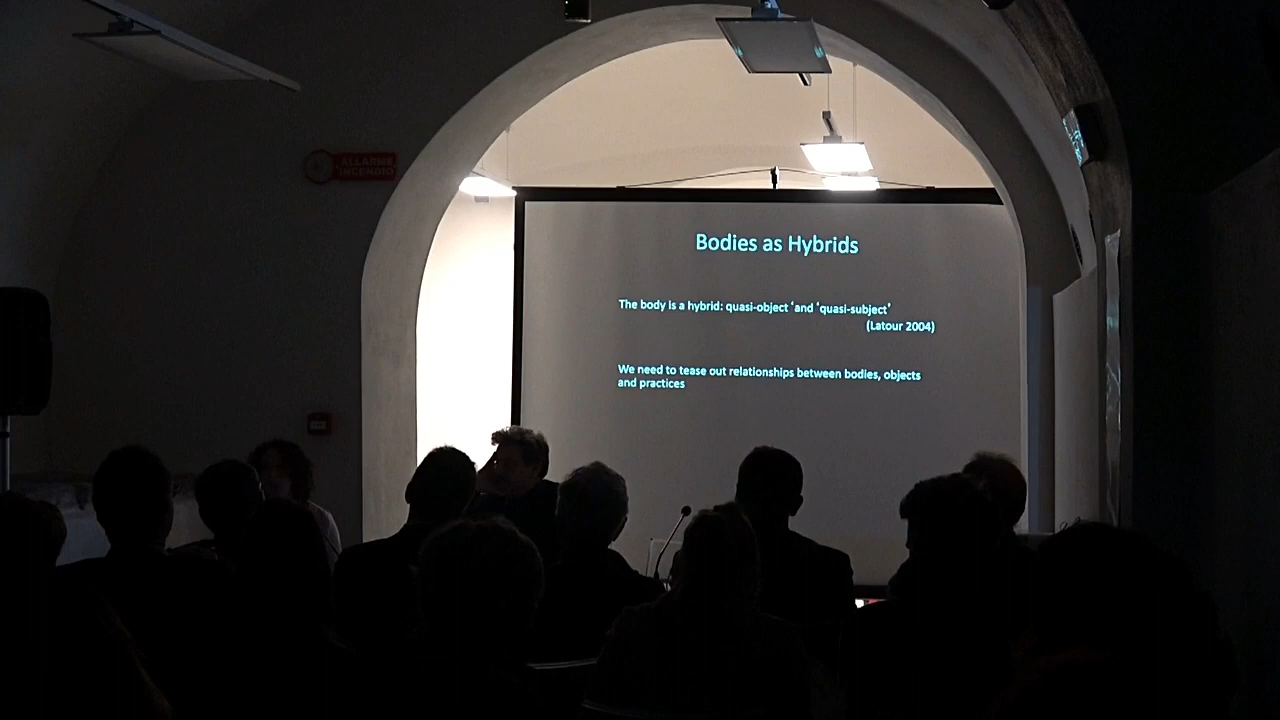 ALLARME
INCENDIO
Bodies as Hybrids
The body is a hybrid: quasi-object ‘and ‘quasi-subject’
(Latour 2004)
We need to tease out relationships between bodies, objects
and practices